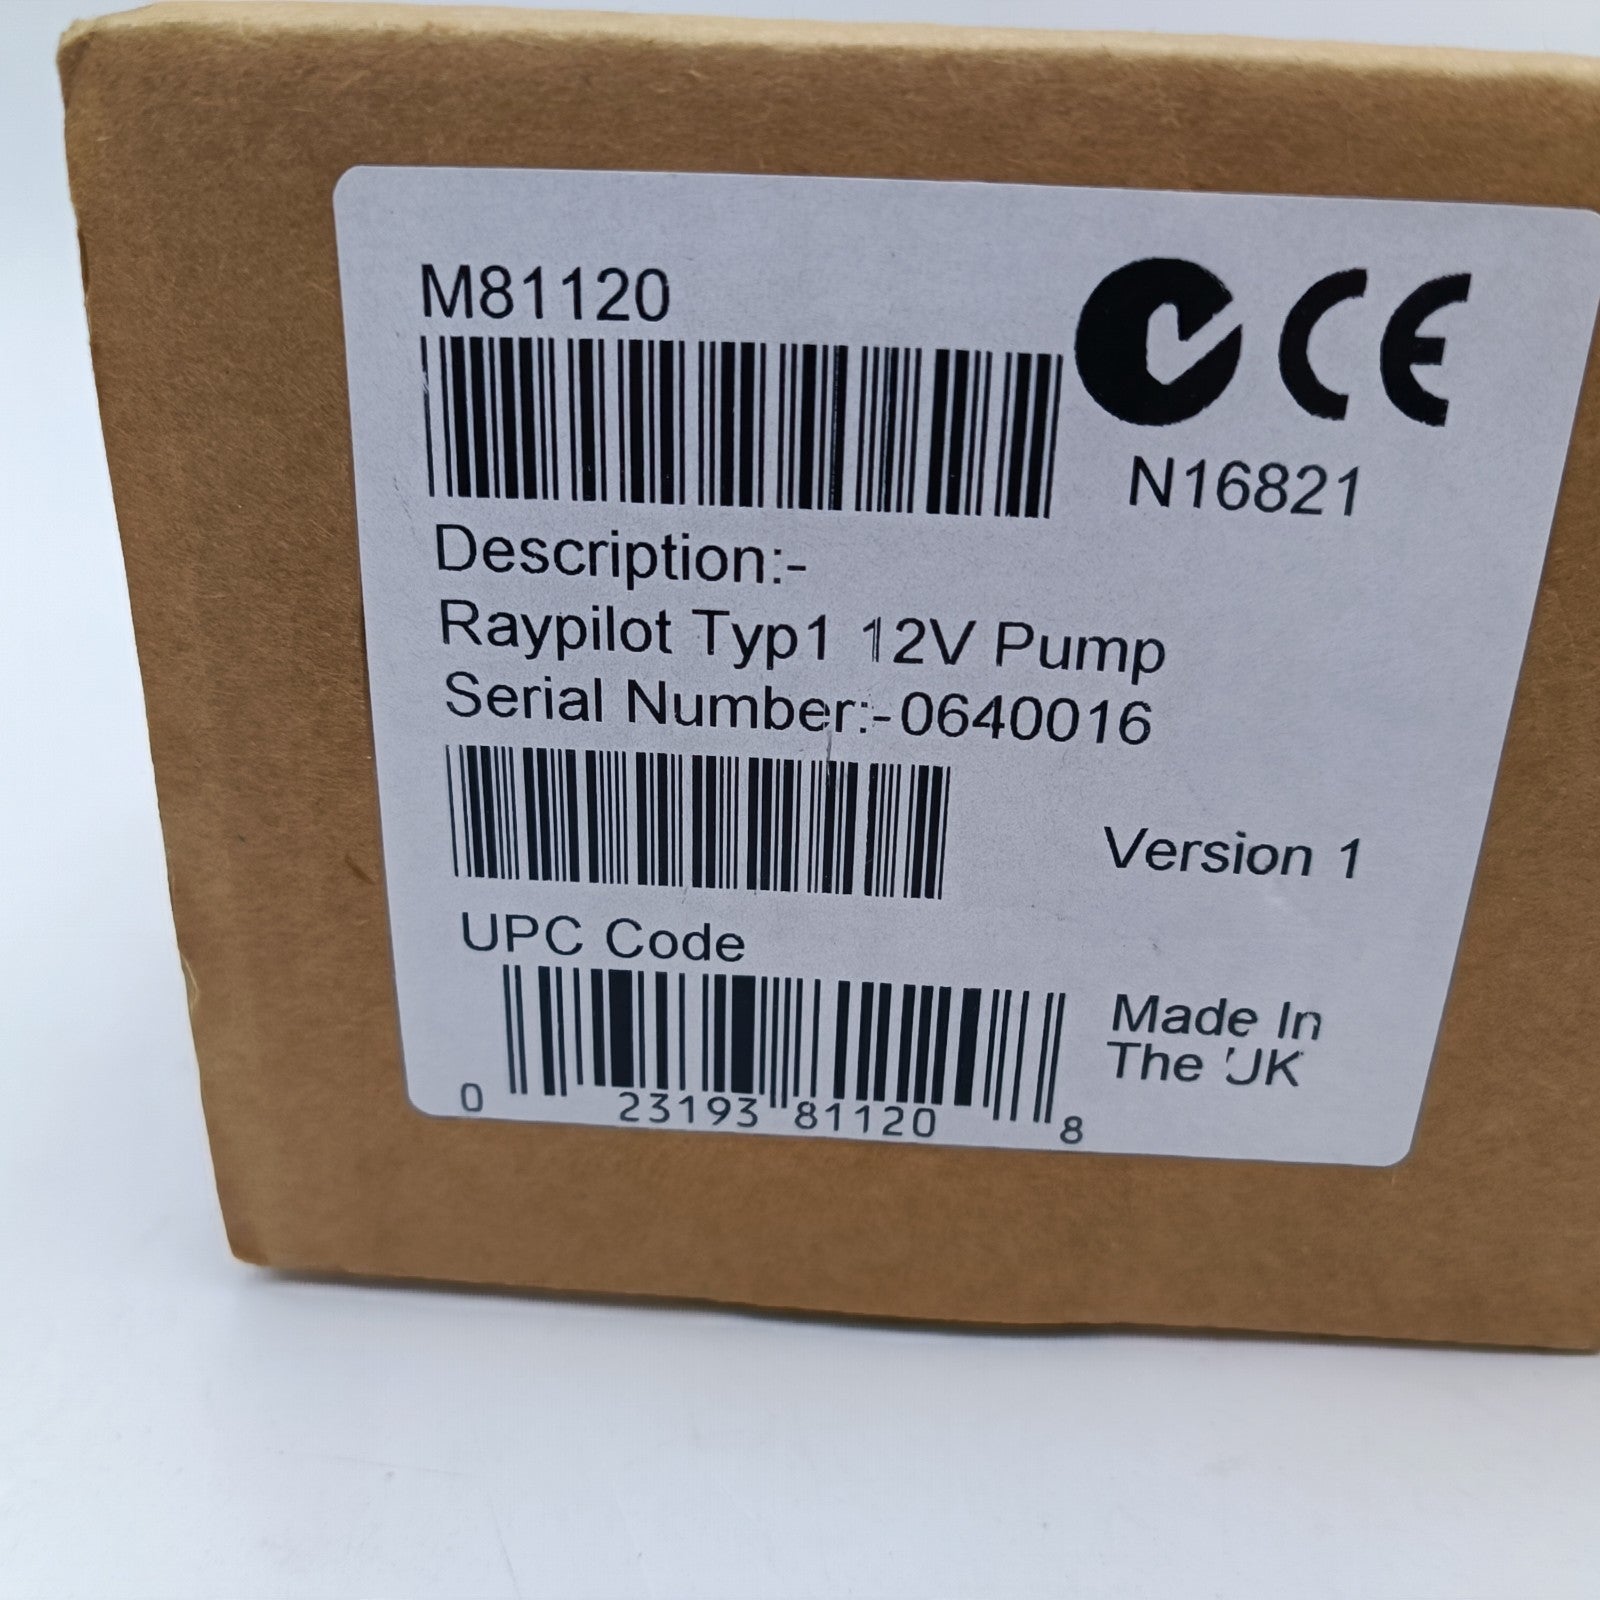 M81120
CE
N16821
Description:-
Raypilot Typ1 12V Pump
Serial Number:-0640016
Version 1
UPC Code
Made In
The UK
0 23193 81120 8